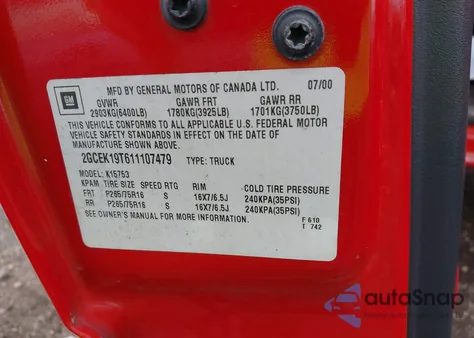 MFD BY GENERAL MOTORS OF CANADA LTD. 07/00
GM
GVWR GAWR FRT GAWR RR
2903KG(6400LB) 1780KG(3925LB) 1701KG(3750LB)
THIS VEHICLE CONFORMS TO ALL APPLICABLE U.S. FEDERAL MOTOR
VEHICLE SAFETY STANDARDS IN EFFECT ON THE DATE OF
MANUFACTURE SHOWN ABOVE.
2GCEK19T611107479 TYPE: TRUCK
MODEL: K15753
KPAM TIRE SIZE SPEED RTG RIM COLD TIRE PRESSURE
FR P265/75R16 S 16X7/6.5J 240KPA(35PSI)
RR P265/75R16 S 16X7/6.5J 240KPA(35PSI)
SEE OWNER'S MANUAL FOR MORE INFORMATION.
F 610
T 742
autoSnap